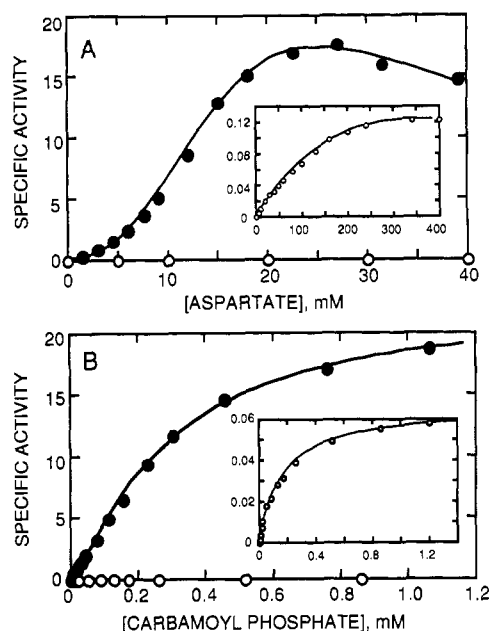 A
SPECIFIC ACTIVITY
20
15
10
5
0
0 10 20 30 40
[ASPARTATE], mM
0.12
0.08
0.04
0
0 100 200 300 400
B
SPECIFIC ACTIVITY
20
15
10
5
0
0 0.2 0.4 0.6 0.8 1.0 1.2
[CARBAMOYL PHOSPHATE], mM
0.06
0.04
0.02
0
0 0.4 0.8 1.2